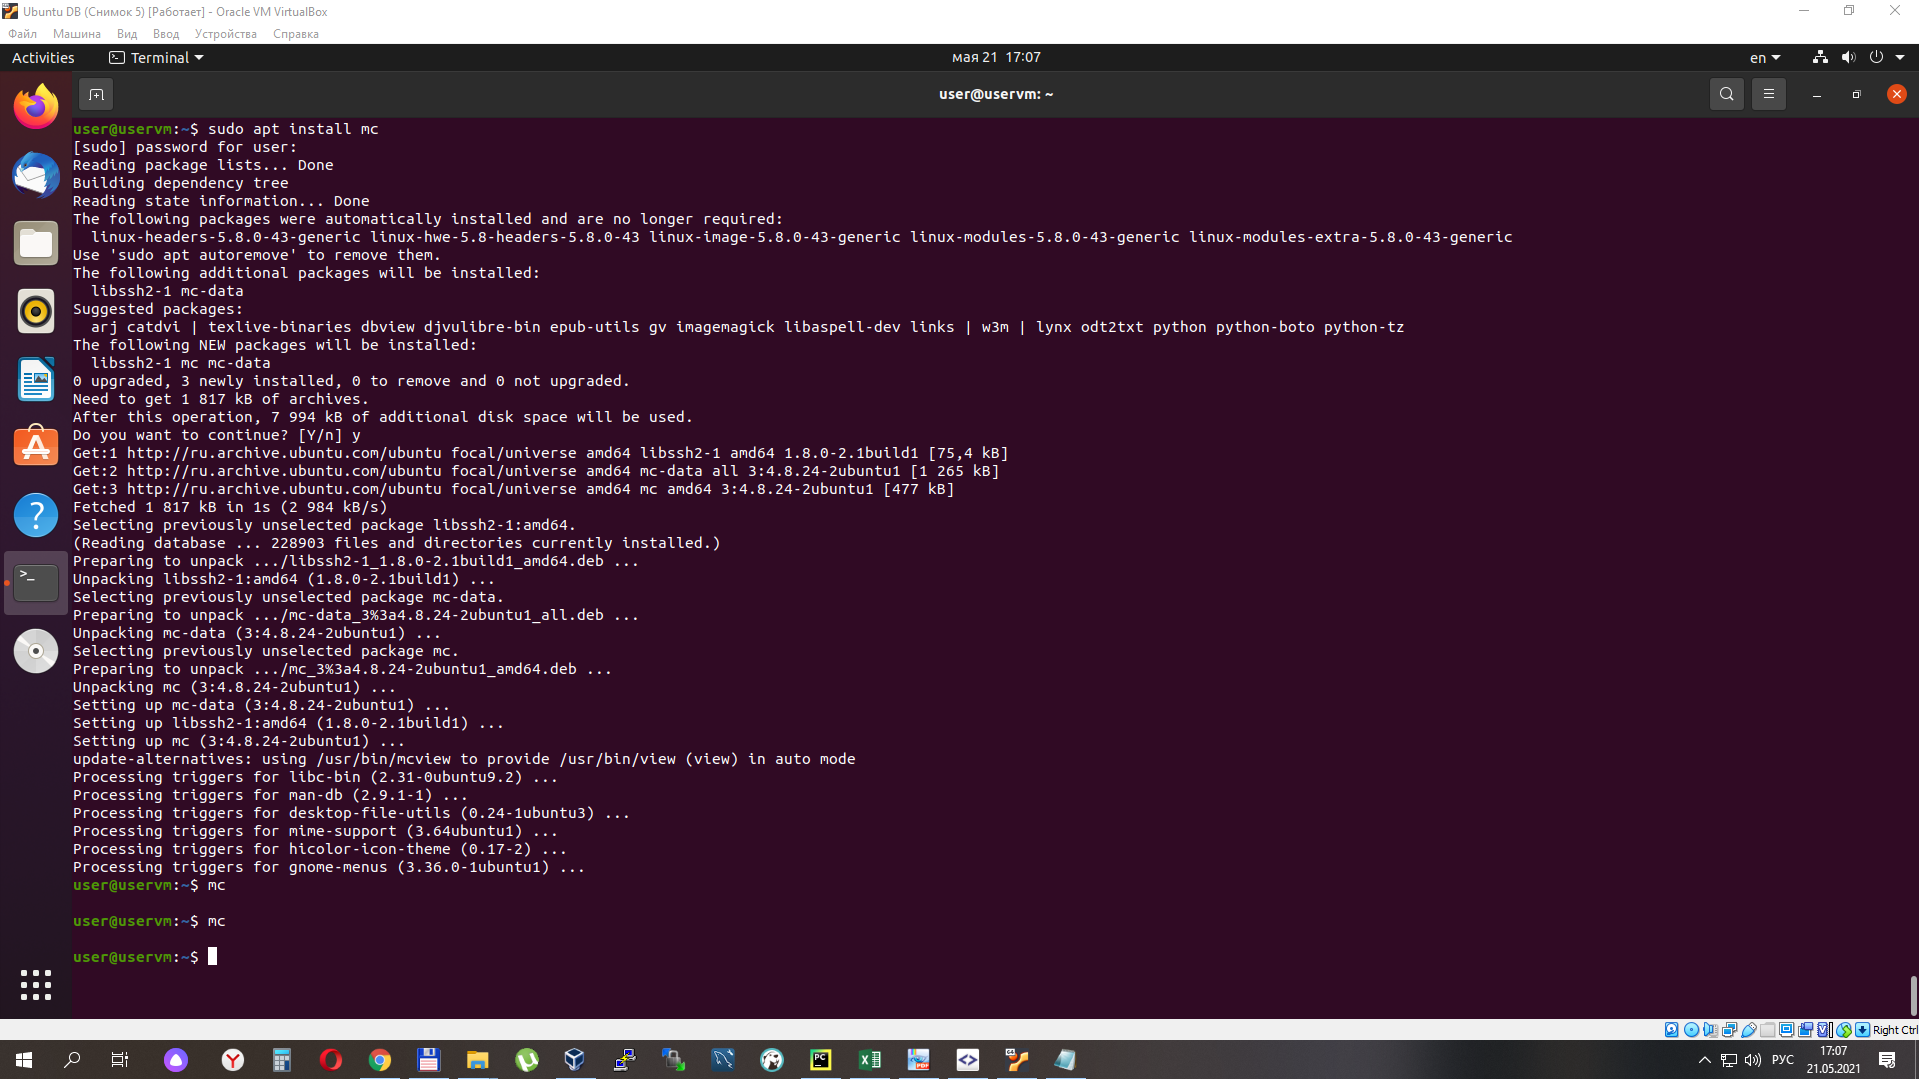 Ubuntu DB (Снимок 5) [Работает] - Oracle VM VirtualBox
Файл Машина Вид Ввод Устройства Справка
Activities Terminal мая 21 17:07 en
user@uservm: ~
user@uservm:~$ sudo apt install mc
[sudo] password for user:
Reading package lists... Done
Building dependency tree
Reading state information... Done
The following packages were automatically installed and are no longer required:
linux-headers-5.8.0-43-generic linux-hwe-5.8-headers-5.8.0-43 linux-image-5.8.0-43-generic linux-modules-5.8.0-43-generic linux-modules-extra-5.8.0-43-generic
Use 'sudo apt autoremove' to remove them.
The following additional packages will be installed:
libssh2-1 mc-data
Suggested packages:
arj catdvi | texlive-binaries dbview djvulibre-bin epub-utils gv imagemagick libaspell-dev links | w3m | lynx odt2txt python python-boto python-tz
The following NEW packages will be installed:
libssh2-1 mc mc-data
0 upgraded, 3 newly installed, 0 to remove and 0 not upgraded.
Need to get 1 817 kB of archives.
After this operation, 7 994 kB of additional disk space will be used.
Do you want to continue? [Y/n] y
Get:1 http://ru.archive.ubuntu.com/ubuntu focal/universe amd64 libssh2-1 amd64 1.8.0-2.1build1 [75,4 kB]
Get:2 http://ru.archive.ubuntu.com/ubuntu focal/universe amd64 mc-data all 3:4.8.24-2ubuntu1 [1 265 kB]
Get:3 http://ru.archive.ubuntu.com/ubuntu focal/universe amd64 mc amd64 3:4.8.24-2ubuntu1 [477 kB]
Fetched 1 817 kB in 1s (2 984 kB/s)
Selecting previously unselected package libssh2-1:amd64.
(Reading database ... 228903 files and directories currently installed.)
Preparing to unpack .../libssh2-1_1.8.0-2.1build1_amd64.deb ...
Unpacking libssh2-1:amd64 (1.8.0-2.1build1) ...
Selecting previously unselected package mc-data.
Preparing to unpack .../mc-data_3%3a4.8.24-2ubuntu1_all.deb ...
Unpacking mc-data (3:4.8.24-2ubuntu1) ...
Selecting previously unselected package mc.
Preparing to unpack .../mc_3%3a4.8.24-2ubuntu1_amd64.deb ...
Unpacking mc (3:4.8.24-2ubuntu1) ...
Setting up mc-data (3:4.8.24-2ubuntu1) ...
Setting up libssh2-1:amd64 (1.8.0-2.1build1) ...
Setting up mc (3:4.8.24-2ubuntu1) ...
update-alternatives: using /usr/bin/mcview to provide /usr/bin/view (view) in auto mode
Processing triggers for libc-bin (2.31-0ubuntu9.2) ...
Processing triggers for man-db (2.9.1-1) ...
Processing triggers for desktop-file-utils (0.24-1ubuntu3) ...
Processing triggers for mime-support (3.64ubuntu1) ...
Processing triggers for hicolor-icon-theme (0.17-2) ...
Processing triggers for gnome-menus (3.36.0-1ubuntu1) ...
user@uservm:~$ mc
user@uservm:~$ mc
user@uservm:~$
Right Ctrl
РУС 17:07
21.05.2021